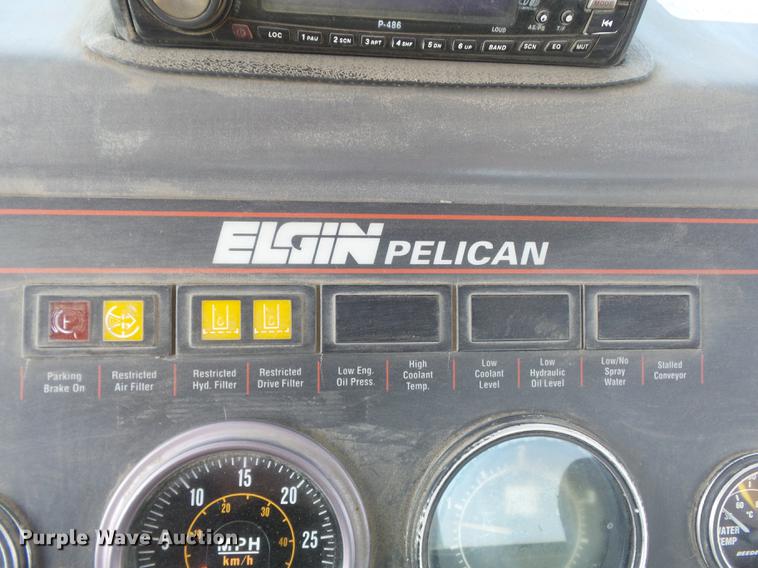 P-486
LOUD
MODE
LOC 1 PAU 2 SCN 3 RPT 4 SHF 5 DN 6 UP BAND SCN EQ MUT
ELGIN PELICAN
Parking Brake On
Restricted Air Filter
Restricted Hyd. Filter
Restricted Drive Filter
Low Eng. Oil Press.
High Coolant Temp.
Low Coolant Level
Low Hydraulic Oil Level
Low/No Spray Water
Stalled Conveyor
5 10 15 20 25
20 30 40
MPH
km/h
60
°C
WATER
TEMP
Purple Wave Auction